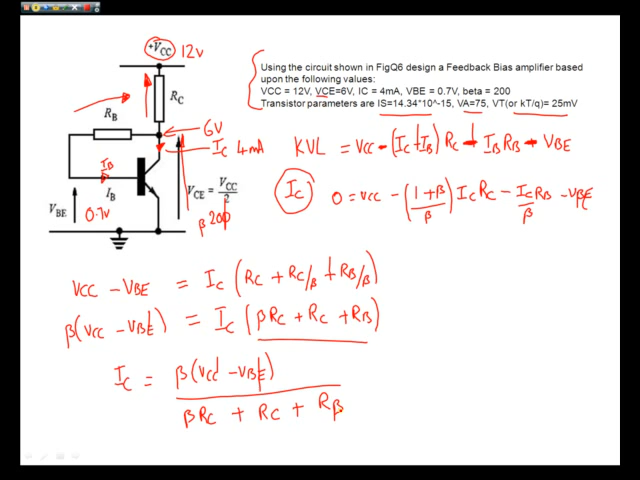 +VCC 12V
RC
RB
6V
IC 4mA
IB
IB
VCE = VCC/2
VBE
0.7V
β 200
Using the circuit shown in FigQ6 design a Feedback Bias amplifier based
upon the following values:
VCC = 12V, VCE=6V, IC = 4mA, VBE = 0.7V, beta = 200
Transistor parameters are IS=14.34*10^-15, VA=75, VT(or kT/q)= 25mV
KVL = VCC - (IC + IB) RC - IB RB - VBE
IC 0 = VCC - (1+β/β) IC RC - IC/β RB - VBE
VCC - VBE = IC (RC + RC/β + RB/β)
β(VCC - VBE) = IC (βRC + RC + RB)
IC = β(VCC - VBE)
βRC + RC + RB